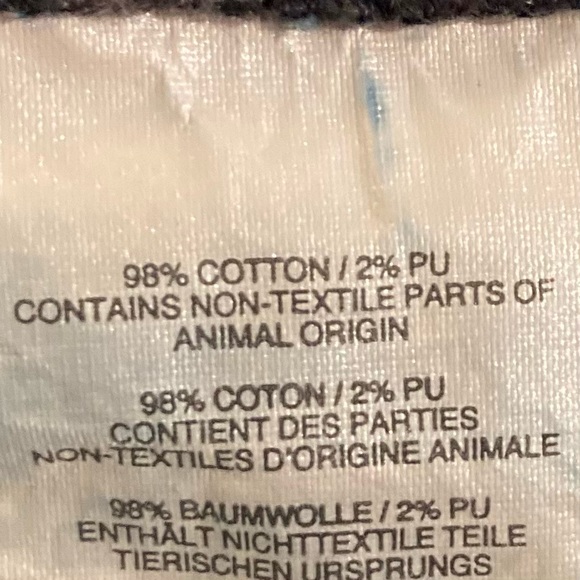 98% COTTON / 2% PU
CONTAINS NON-TEXTILE PARTS OF
ANIMAL ORIGIN
98% COTON / 2% PU
CONTIENT DES PARTIES
NON-TEXTILES D'ORIGINE ANIMALE
98% BAUMWOLLE / 2% PU
ENTHÄLT NICHTTEXTILE TEILE
TIERISCHEN URSPRUNGS